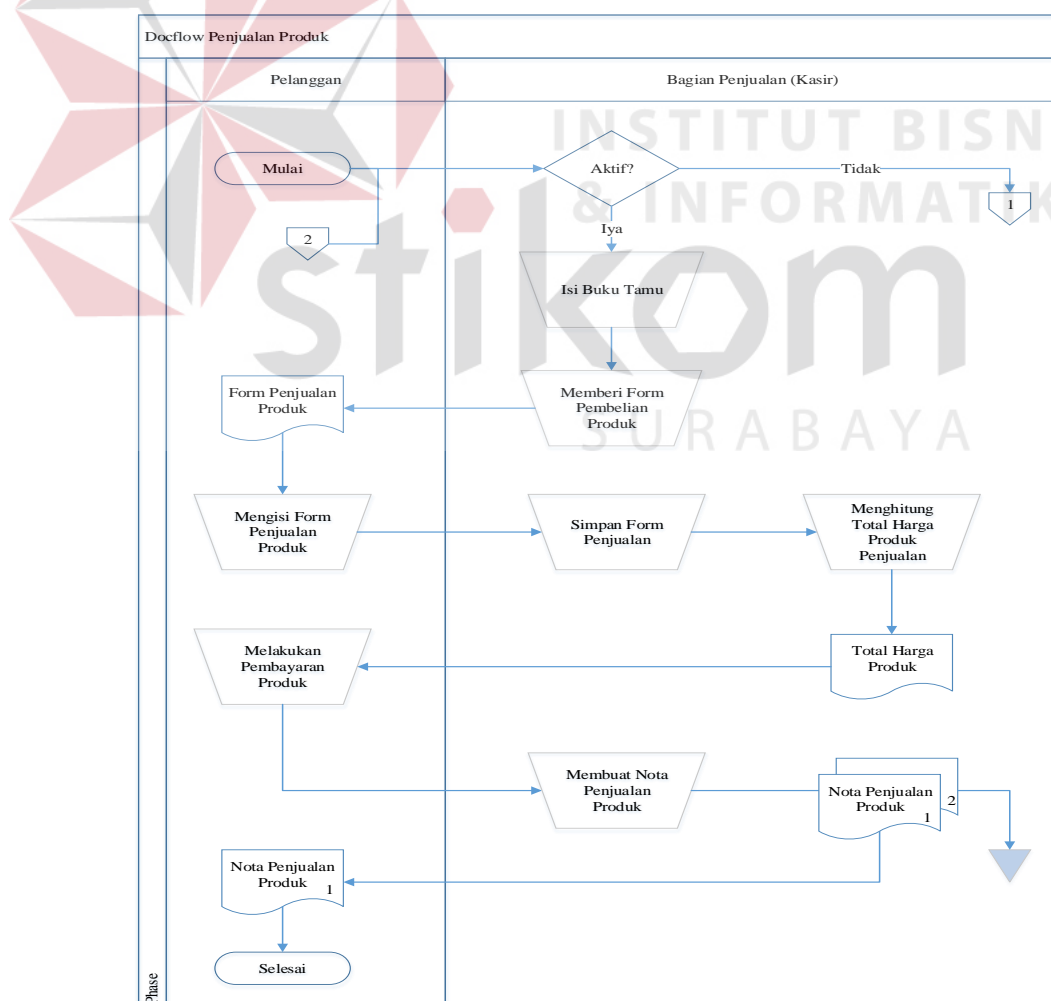 Docflow Penjualan Produk
Pelanggan
Bagian Penjualan (Kasir)
INSTITUT BISN
& INFORMATIK
stikom
SURABAYA
Mulai
Aktif?
Tidak
1
2
Iya
Isi Buku Tamu
Form Penjualan
Produk
Memberi Form
Pembelian
Produk
Mengisi Form
Penjualan
Produk
Simpan Form
Penjualan
Menghitung
Total Harga
Produk
Penjualan
Melakukan
Pembayaran
Produk
Total Harga
Produk
Membuat Nota
Penjualan
Produk
Nota Penjualan
Produk
1
2
Nota Penjualan
Produk
1
Selesai
Phase